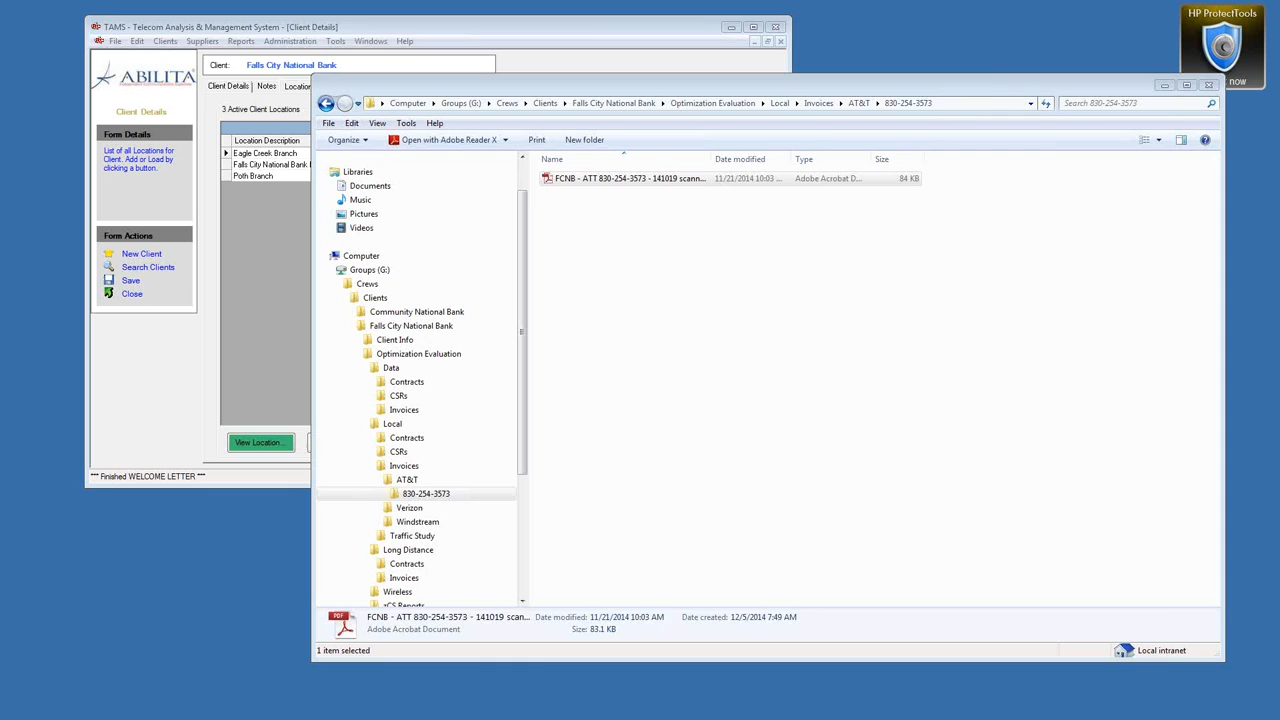 HP ProtectTools
now
TAMS - Telecom Analysis & Management System - [Client Details]
File Edit Clients Suppliers Reports Administration Tools Windows Help
ABILITA
Client Details
Form Details
List of all Locations for
Client. Add or Load by
clicking a button.
Form Actions
New Client
Search Clients
Save
Close
Client: Falls City National Bank
Client Details Notes Location
3 Active Client Locations
Location Description
Eagle Creek Branch
Falls City National Bank
Poth Branch
View Location...
*** Finished WELCOME LETTER ***
Computer Groups (G:) Crews Clients Falls City National Bank Optimization Evaluation Local Invoices AT&T 830-254-3573
Search 830-254-3573
File Edit View Tools Help
Organize Open with Adobe Reader X Print New folder
Name Date modified Type Size
FCNB - ATT 830-254-3573 - 141019 scann... 11/21/2014 10:03 ... Adobe Acrobat D... 84 KB
Libraries
Documents
Music
Pictures
Videos
Computer
Groups (G:)
Crews
Clients
Community National Bank
Falls City National Bank
Client Info
Optimization Evaluation
Data
Contracts
CSRs
Invoices
Local
Contracts
CSRs
Invoices
AT&T
830-254-3573
Verizon
Windstream
Traffic Study
Long Distance
Contracts
Invoices
Wireless
zCS Reports
PDF
FCNB - ATT 830-254-3573 - 141019 scann... Date modified: 11/21/2014 10:03 AM Date created: 12/5/2014 7:49 AM
Adobe Acrobat Document Size: 83.1 KB
1 item selected
Local intranet